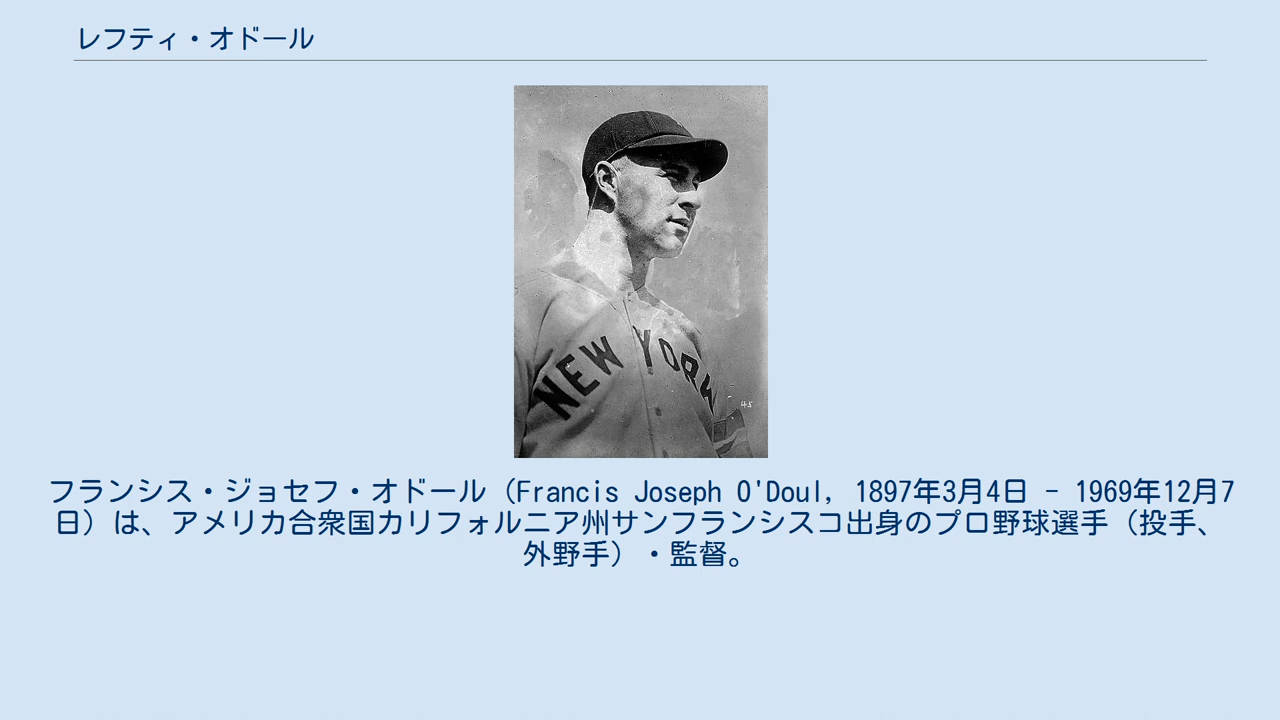 レフティ・オドール
NEW YORK
45
フランシス・ジョセフ・オドール（Francis Joseph O'Doul, 1897年3月4日 - 1969年12月7
日）は、アメリカ合衆国カリフォルニア州サンフランシスコ出身のプロ野球選手（投手、
外野手）・監督。